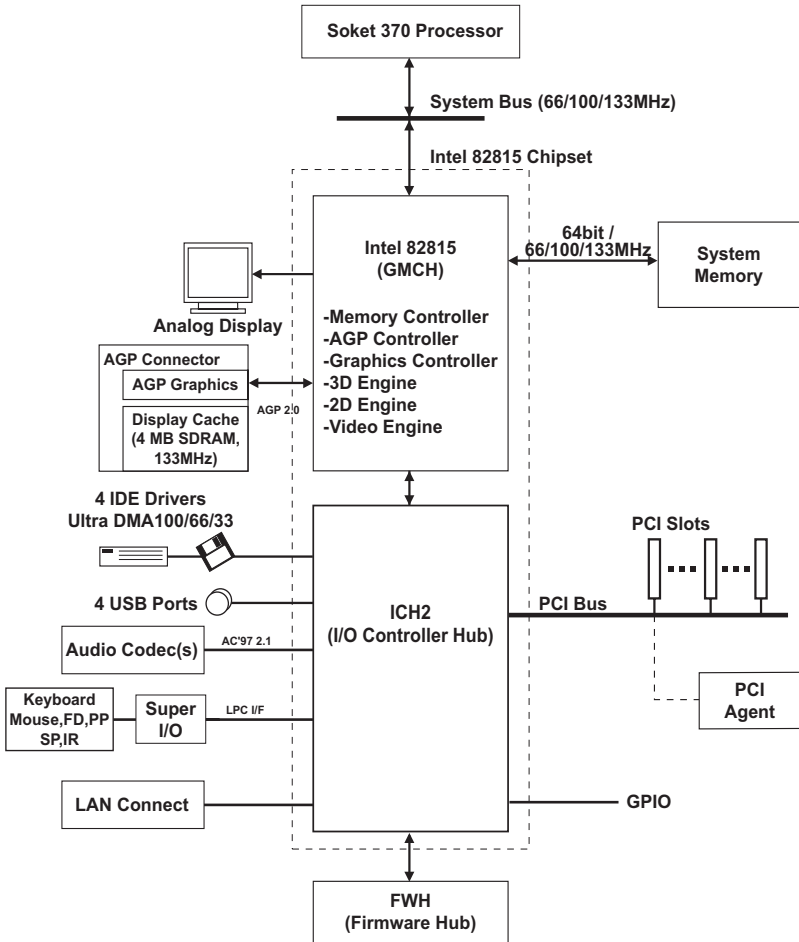 Soket 370 Processor
System Bus (66/100/133MHz)
Intel 82815 Chipset
Intel 82815
(GMCH)
-Memory Controller
-AGP Controller
-Graphics Controller
-3D Engine
-2D Engine
-Video Engine
64bit /
66/100/133MHz
System
Memory
Analog Display
AGP Connector
AGP Graphics
AGP 2.0
Display Cache
(4 MB SDRAM,
133MHz)
4 IDE Drivers
Ultra DMA100/66/33
PCI Slots
4 USB Ports
ICH2
(I/O Controller Hub)
PCI Bus
Audio Codec(s)
AC'97 2.1
Keyboard
Mouse,FD,PP
SP,IR
Super
I/O
LPC I/F
PCI
Agent
LAN Connect
GPIO
FWH
(Firmware Hub)